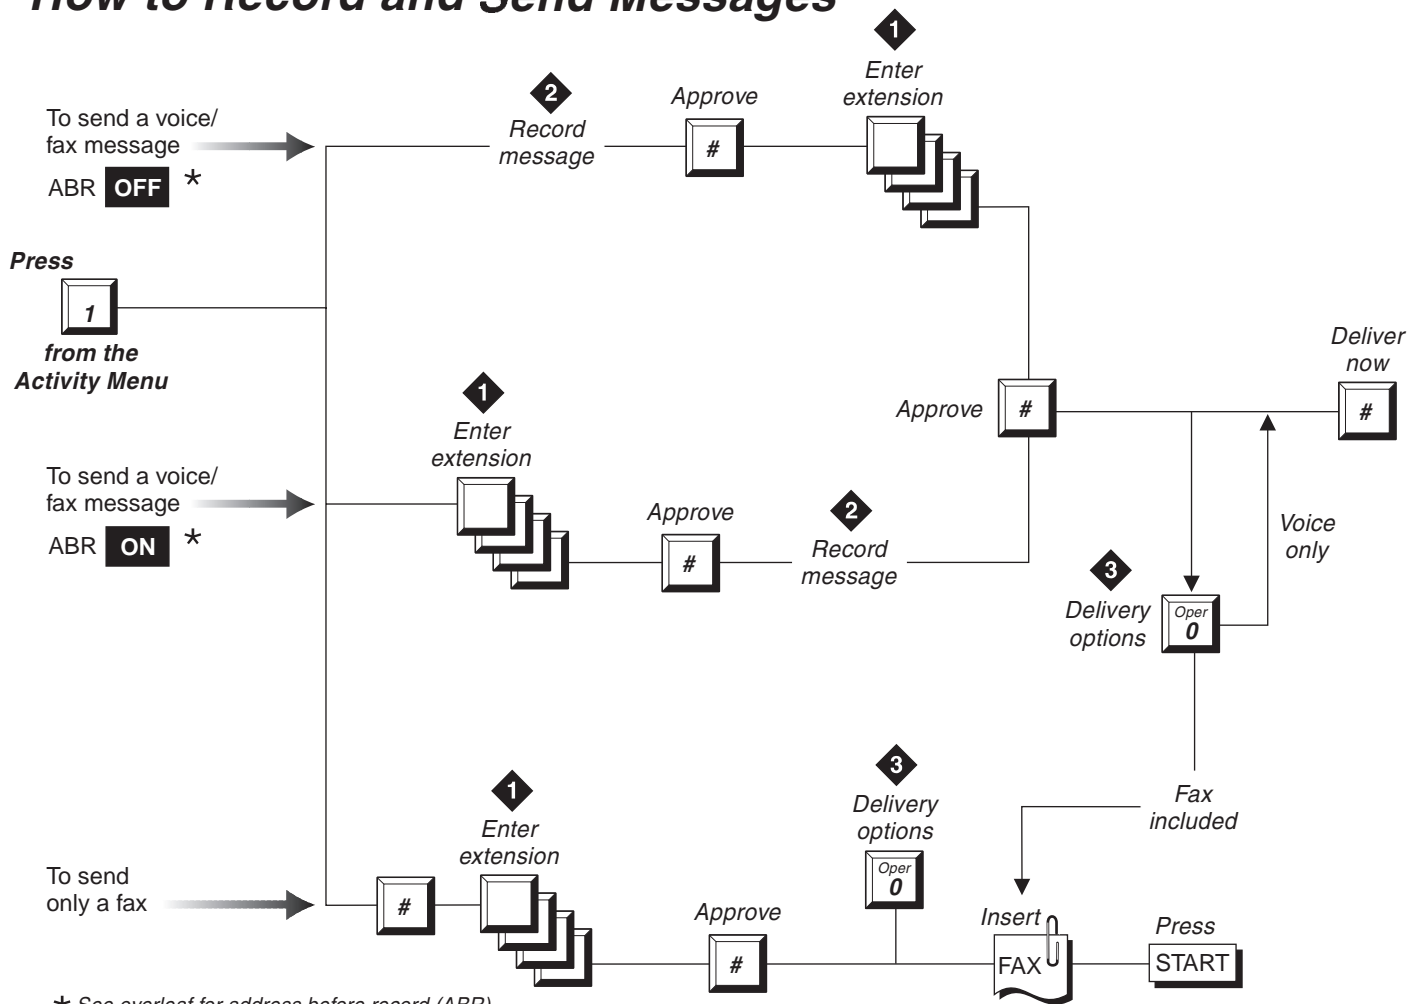 How to Record and Send Messages
1
Enter
extension
2
Record
message
Approve
#
To send a voice/
fax message
ABR OFF *
Press
1
from the
Activity Menu
Deliver
now
#
Approve #
1
Enter
extension
To send a voice/
fax message
ABR ON *
Approve
#
2
Record
message
Voice
only
3
Delivery
options
Oper
0
Fax
included
3
Delivery
options
Oper
0
1
Enter
extension
To send
only a fax
#
Approve
#
Insert
FAX
Press
START
* See overleaf for address before record (ABR)